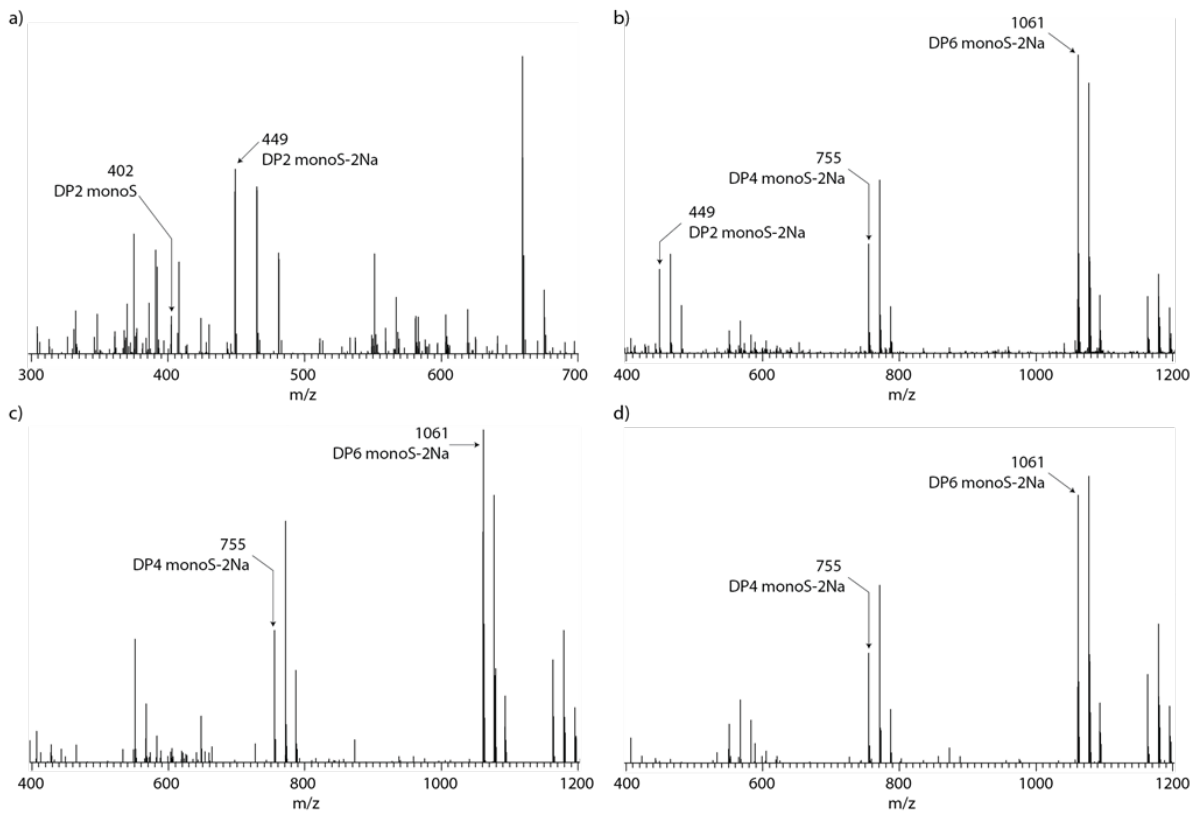 a)
402
DP2 monoS
449
DP2 monoS-2Na
300
400
500
600
700
m/z
b)
1061
DP6 monoS-2Na
755
DP4 monoS-2Na
449
DP2 monoS-2Na
400
600
800
1000
1200
m/z
c)
1061
DP6 monoS-2Na
755
DP4 monoS-2Na
400
600
800
1000
1200
m/z
d)
1061
DP6 monoS-2Na
755
DP4 monoS-2Na
400
600
800
1000
1200
m/z